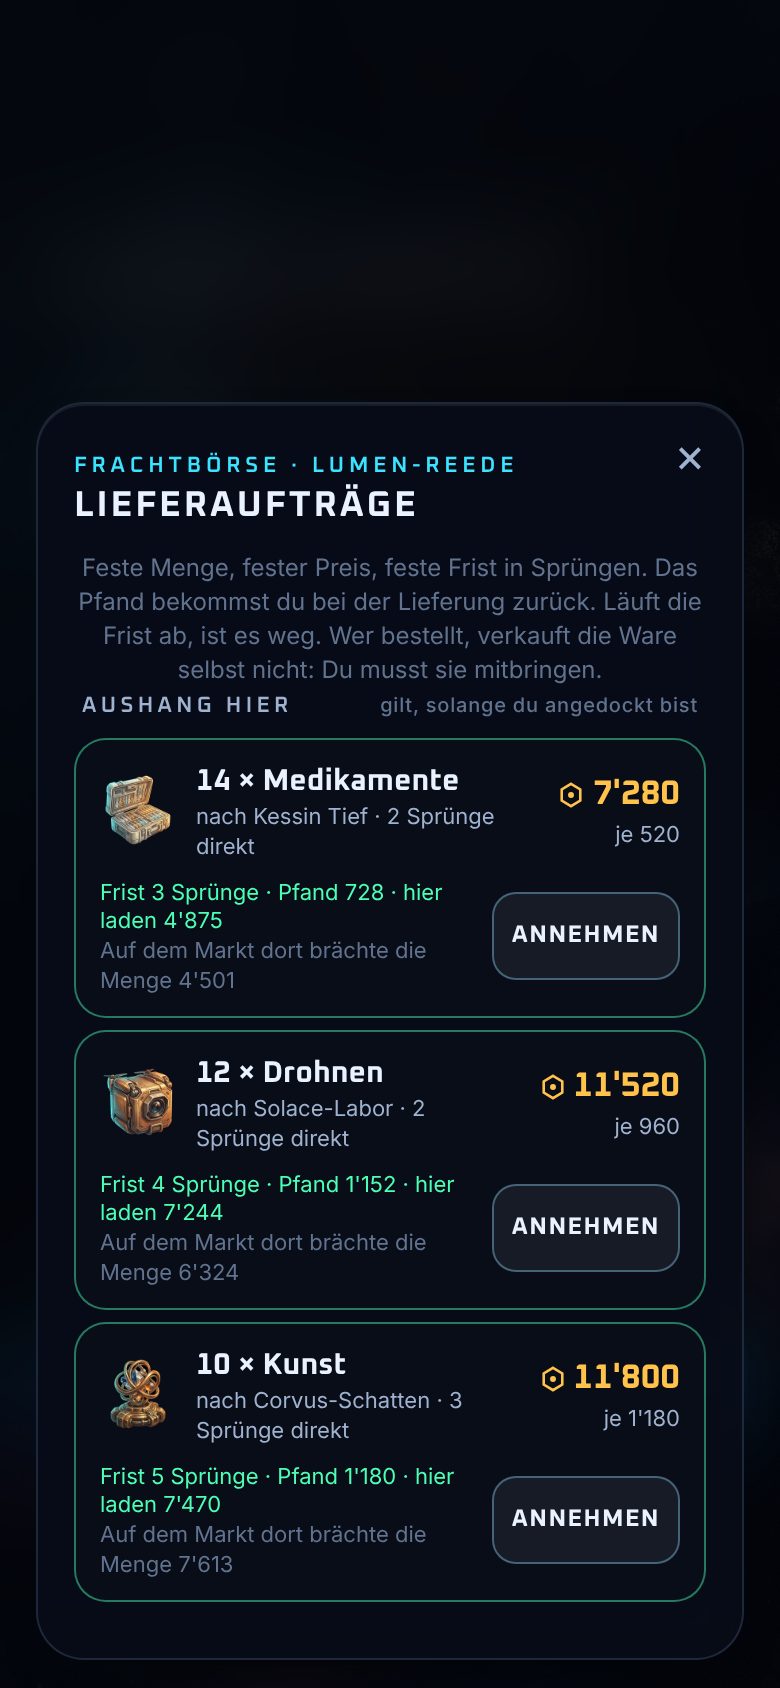 FRACHTBÖRSE · LUMEN-REEDE
LIEFERAUFTRÄGE
Feste Menge, fester Preis, feste Frist in Sprüngen. Das
Pfand bekommst du bei der Lieferung zurück. Läuft die
Frist ab, ist es weg. Wer bestellt, verkauft die Ware
selbst nicht: Du musst sie mitbringen.
AUSHANG HIER gilt, solange du angedockt bist
14 × Medikamente
nach Kessin Tief · 2 Sprünge
direkt
7'280
je 520
Frist 3 Sprünge · Pfand 728 · hier
laden 4'875
Auf dem Markt dort brächte die
Menge 4'501
ANNEHMEN
12 × Drohnen
nach Solace-Labor · 2
Sprünge direkt
11'520
je 960
Frist 4 Sprünge · Pfand 1'152 · hier
laden 7'244
Auf dem Markt dort brächte die
Menge 6'324
ANNEHMEN
10 × Kunst
nach Corvus-Schatten · 3
Sprünge direkt
11'800
je 1'180
Frist 5 Sprünge · Pfand 1'180 · hier
laden 7'470
Auf dem Markt dort brächte die
Menge 7'613
ANNEHMEN